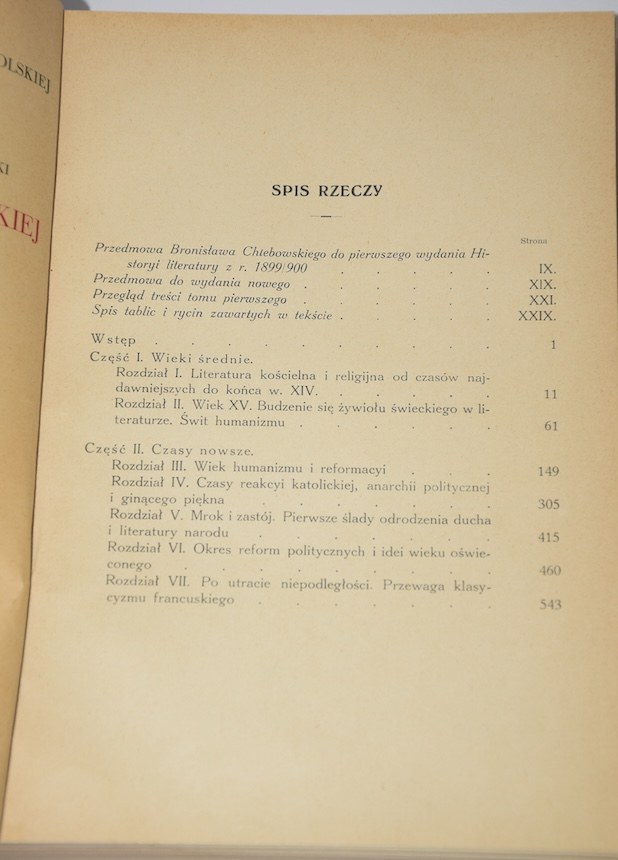 OLSKIEJ
KI
KIEJ
SPIS RZECZY
Strona
Przedmowa Bronisława Chlebowskiego do pierwszego wydania Hi-
storyi literatury z r. 1899/900 . . . . . IX.
Przedmowa do wydania nowego . . . . . . XIX.
Przegląd treści tomu pierwszego . . . . . . XXI.
Spis tablic i rycin zawartych w tekście . . . . . XXIX.
Wstęp . . . . . . . . . . 1
Część I. Wieki średnie.
Rozdział I. Literatura kościelna i religijna od czasów naj-
dawniejszych do końca w. XIV. . . . . . 11
Rozdział II. Wiek XV. Budzenie się żywiołu świeckiego w li-
teraturze. Świt humanizmu . . . . . . 61
Część II. Czasy nowsze.
Rozdział III. Wiek humanizmu i reformacyi . . . 149
Rozdział IV. Czasy reakcyi katolickiej, anarchii politycznej
i ginącego piękna . . . . . . . 305
Rozdział V. Mrok i zastój. Pierwsze ślady odrodzenia ducha
i literatury narodu . . . . . . . 415
Rozdział VI. Okres reform politycznych i idei wieku oświe-
conego . . . . . . . . . 460
Rozdział VII. Po utracie niepodległości. Przewaga klasy-
cyzmu francuskiego . . . . . . . 543